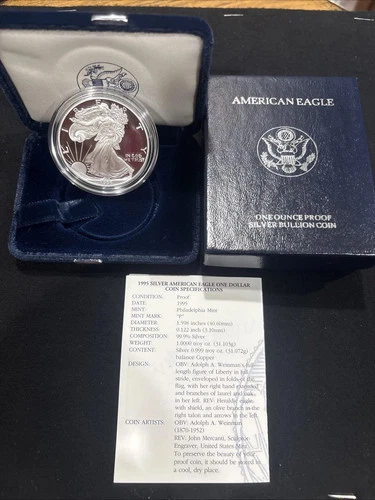 LIBERTY
IN GOD
WE TRUST
AMERICAN EAGLE
ONE OUNCE PROOF
SILVER BULLION COIN
1995 SILVER AMERICAN EAGLE ONE DOLLAR
COIN SPECIFICATIONS
CONDITION: Proof
DATE: 1995
MINT: Philadelphia Mint
MINT MARK: "P"
DIAMETER: 1.598 inches (40.60mm)
THICKNESS: 0.122 inch (3.10mm)
COMPOSITION: 99.9% Silver
WEIGHT: 1.0000 troy oz. (31.103g)
CONTENT: Silver 0.999 troy oz. (31.072g)
balance Copper
DESIGN: OBV: Adolph A. Weinman's full-
length figure of Liberty in full
stride, enveloped in folds of the
flag, with her right hand extended
and branches of laurel and oak
in her left. REV: Heraldic eagle
with shield, an olive branch in the
right talon and arrows in the left.
COIN ARTISTS: OBV: Adolph A. Weinman
(1870-1952)
REV: John Mercanti, Sculptor-
Engraver, United States Mint
To preserve the beauty of your
proof coin, it should be stored in
a cool, dry place.